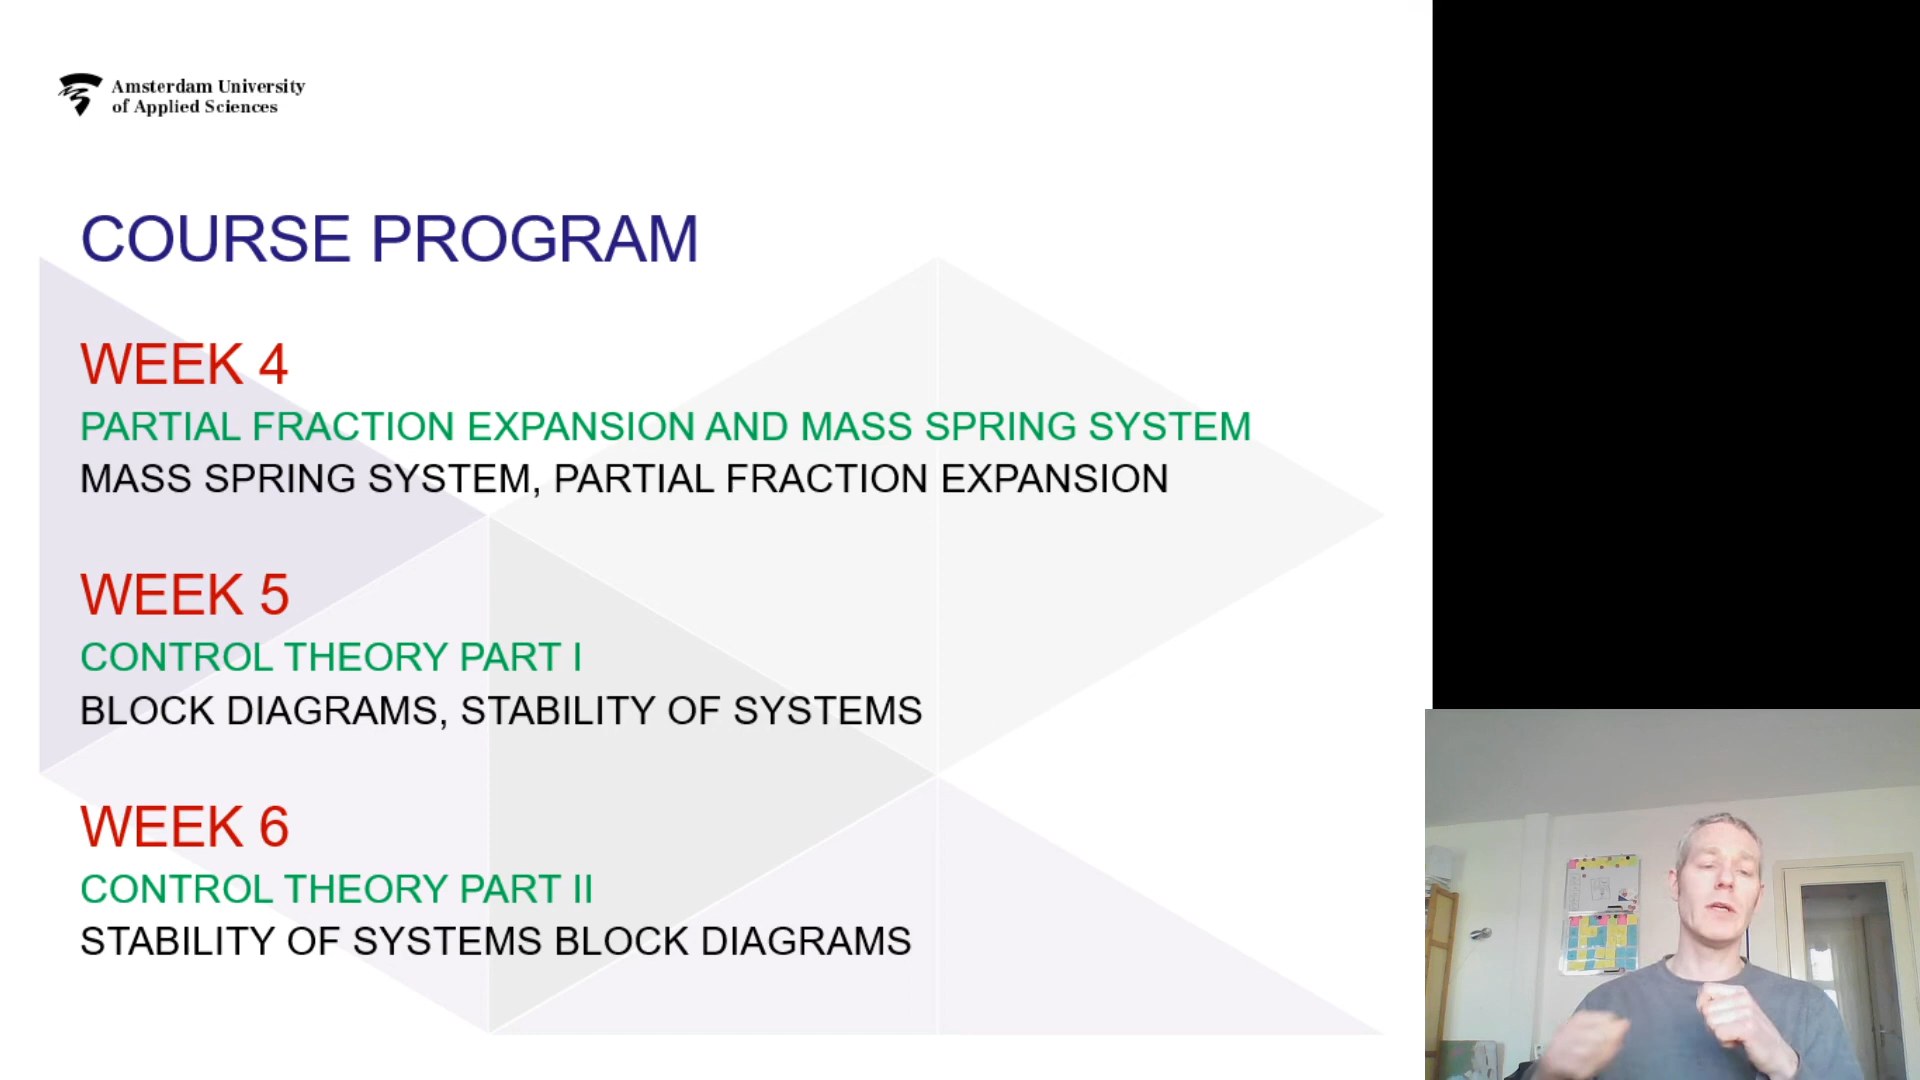 Amsterdam University
of Applied Sciences
COURSE PROGRAM
WEEK 4
PARTIAL FRACTION EXPANSION AND MASS SPRING SYSTEM
MASS SPRING SYSTEM, PARTIAL FRACTION EXPANSION
WEEK 5
CONTROL THEORY PART I
BLOCK DIAGRAMS, STABILITY OF SYSTEMS
WEEK 6
CONTROL THEORY PART II
STABILITY OF SYSTEMS BLOCK DIAGRAMS